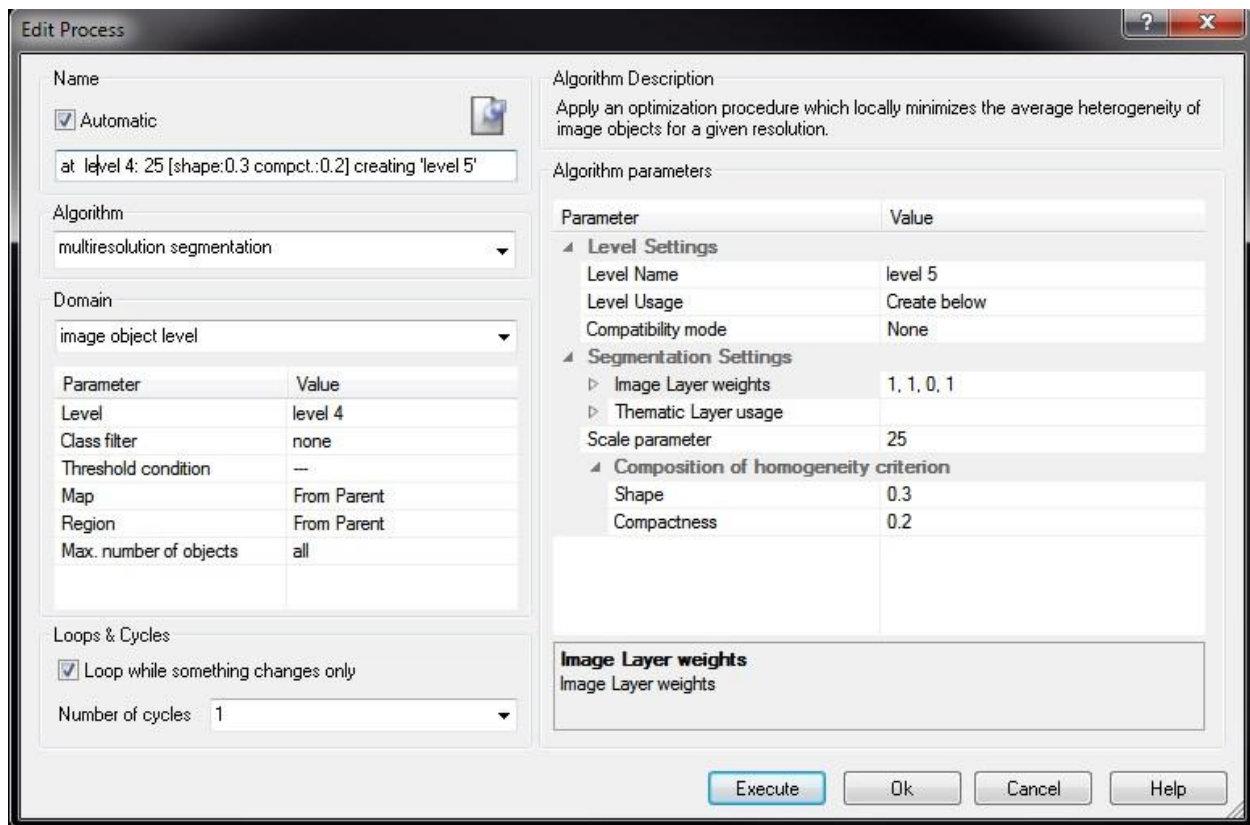 Edit Process
?
X
Name
Automatic
at level 4: 25 [shape:0.3 compct.:0.2] creating 'level 5'
Algorithm
multiresolution segmentation
Domain
image object level
Parameter Value
Level level 4
Class filter none
Threshold condition ---
Map From Parent
Region From Parent
Max. number of objects all
Loops & Cycles
Loop while something changes only
Number of cycles 1
Algorithm Description
Apply an optimization procedure which locally minimizes the average heterogeneity of
image objects for a given resolution.
Algorithm parameters
Parameter Value
Level Settings
Level Name level 5
Level Usage Create below
Compatibility mode None
Segmentation Settings
Image Layer weights 1, 1, 0, 1
Thematic Layer usage
Scale parameter 25
Composition of homogeneity criterion
Shape 0.3
Compactness 0.2
Image Layer weights
Image Layer weights
Execute Ok Cancel Help